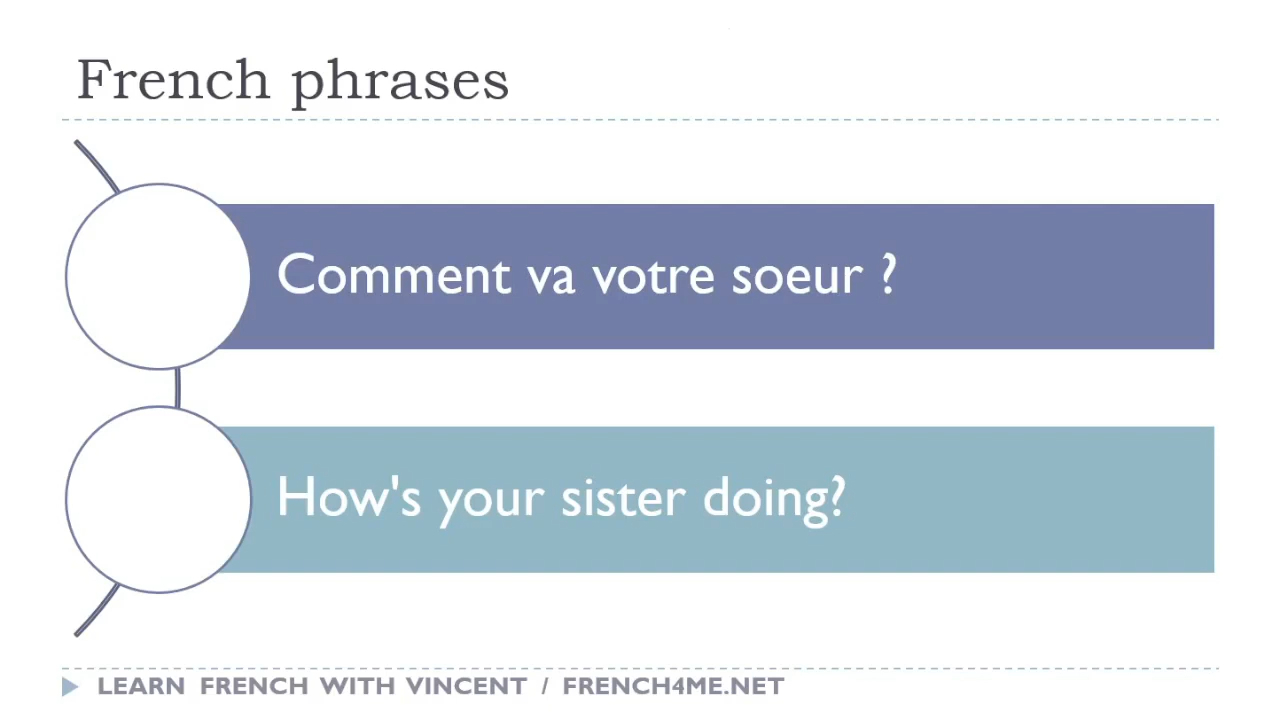 French phrases
Comment va votre soeur ?
How's your sister doing?
LEARN FRENCH WITH VINCENT / FRENCH4ME.NET